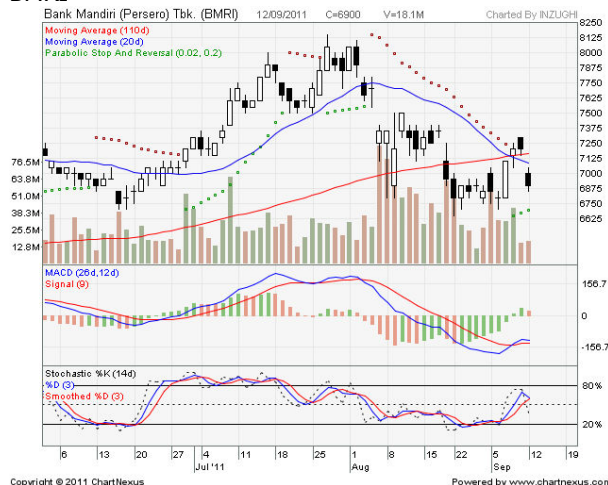 BMRI
Bank Mandiri (Persero) Tbk. (BMRI) 12/09/2011 C=6900 V=18.1M Charted By INZUGHI
Moving Average (110d)
Moving Average (20d)
Parabolic Stop And Reversal (0.02, 0.2)
8250
8125
8000
7875
7750
7625
7500
7375
7250
7125
7000
6875
6750
6625
76.5M
63.8M
51.0M
38.3M
25.5M
12.8M
MACD (26d,12d)
Signal (9)
156.7
0
-156.7
Stochastic %K (14d)
%D (3)
Smoothed %D (3)
80%
20%
6 13 20 27 4 11 18 25 1 8 15 22 5 12 19
Jul '11 Aug Sep
Copyright © 2011 ChartNexus Powered by www.chartnexus.com